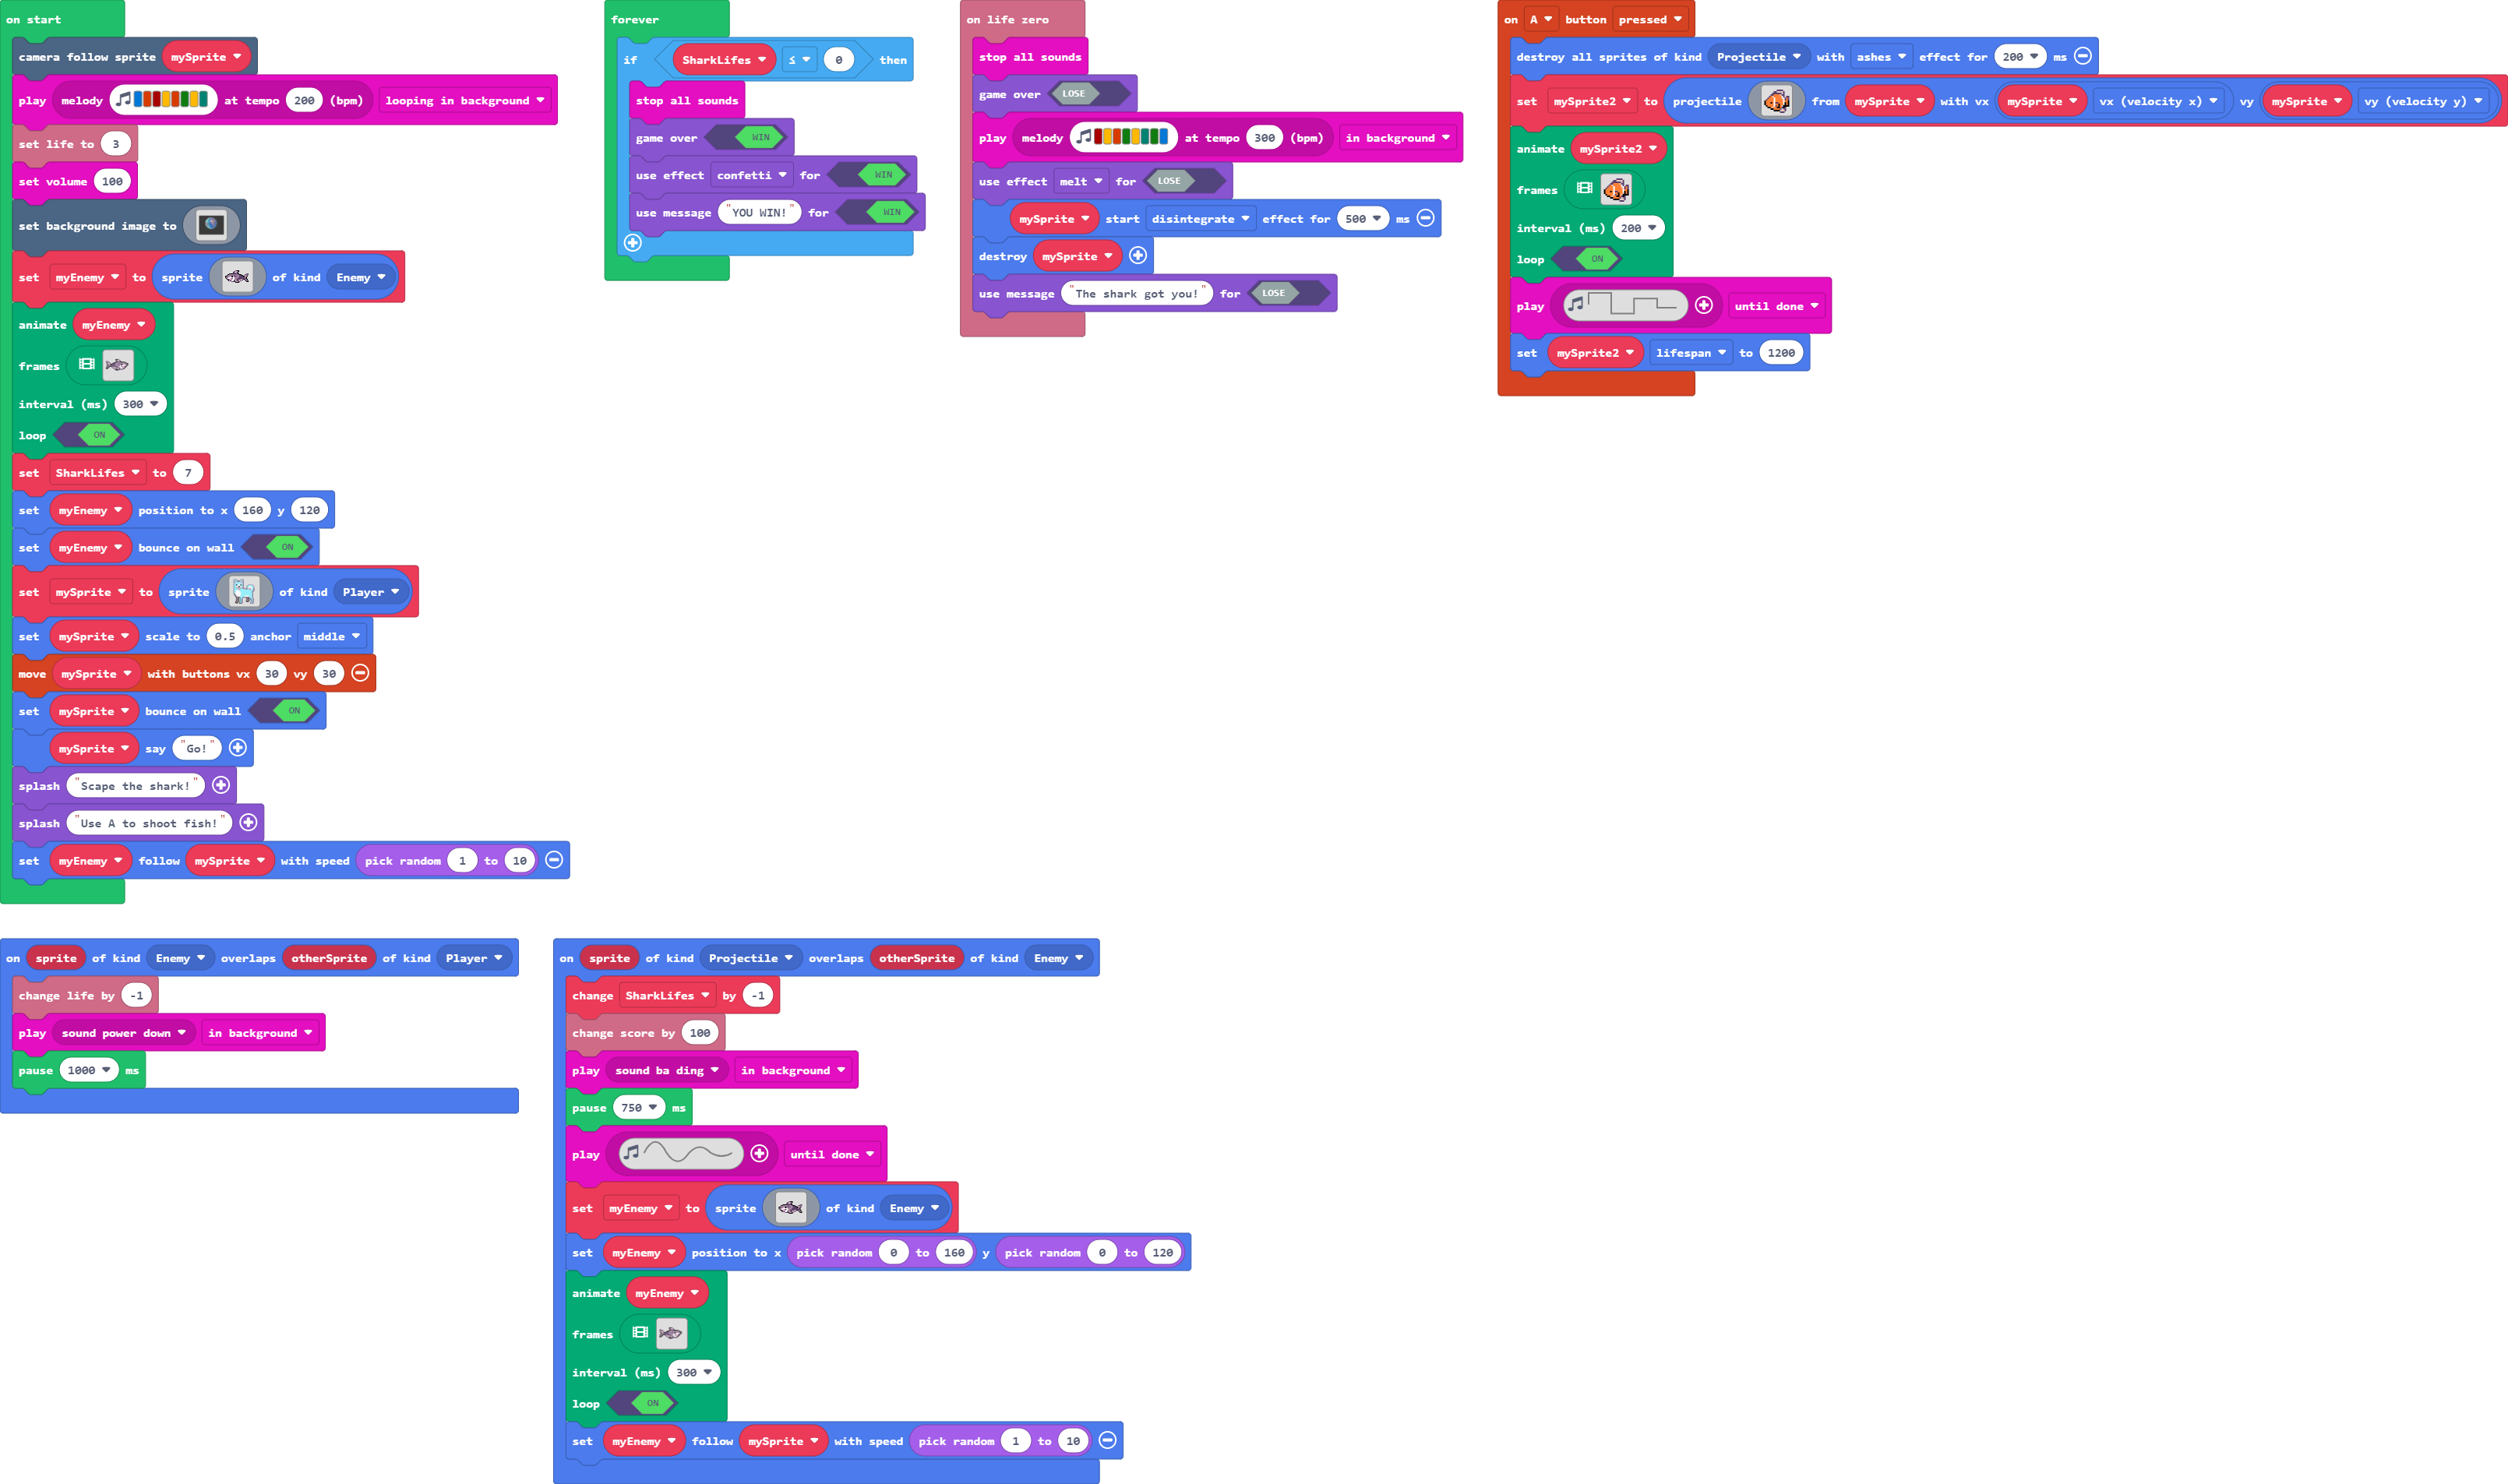 on start
camera follow sprite mySprite
play melody at tempo 200 (bpm) looping in background
set life to 3
set volume 100
set background image to
set myEnemy to sprite of kind Enemy
animate myEnemy
frames
interval (ms) 300
loop ON
set SharkLifes to 7
set myEnemy position to x 160 y 120
set myEnemy bounce on wall ON
set mySprite to sprite of kind Player
set mySprite scale to 0.5 anchor middle
move mySprite with buttons vx 30 vy 30
set mySprite bounce on wall ON
mySprite say "Go!"
splash "Scape the shark!"
splash "Use A to shoot fish!"
set myEnemy follow mySprite with speed pick random 1 to 10
forever
if SharkLifes ≤ 0 then
stop all sounds
game over WIN
use effect confetti for WIN
use message "YOU WIN!" for WIN
on life zero
stop all sounds
game over LOSE
play melody at tempo 300 (bpm) in background
use effect melt for LOSE
mySprite start disintegrate effect for 500 ms
destroy mySprite
use message "The shark got you!" for LOSE
on A button pressed
destroy all sprites of kind Projectile with ashes effect for 200 ms
set mySprite2 to projectile from mySprite with vx mySprite vx (velocity x) vy mySprite vy (velocity y)
animate mySprite2
frames
interval (ms) 200
loop ON
play until done
set mySprite2 lifespan to 1200
on sprite of kind Enemy overlaps otherSprite of kind Player
change life by -1
play sound power down in background
pause 1000 ms
on sprite of kind Projectile overlaps otherSprite of kind Enemy
change SharkLifes by -1
change score by 100
play sound ba ding in background
pause 750 ms
play until done
set myEnemy to sprite of kind Enemy
set myEnemy position to x pick random 0 to 160 y pick random 0 to 120
animate myEnemy
frames
interval (ms) 300
loop ON
set myEnemy follow mySprite with speed pick random 1 to 10